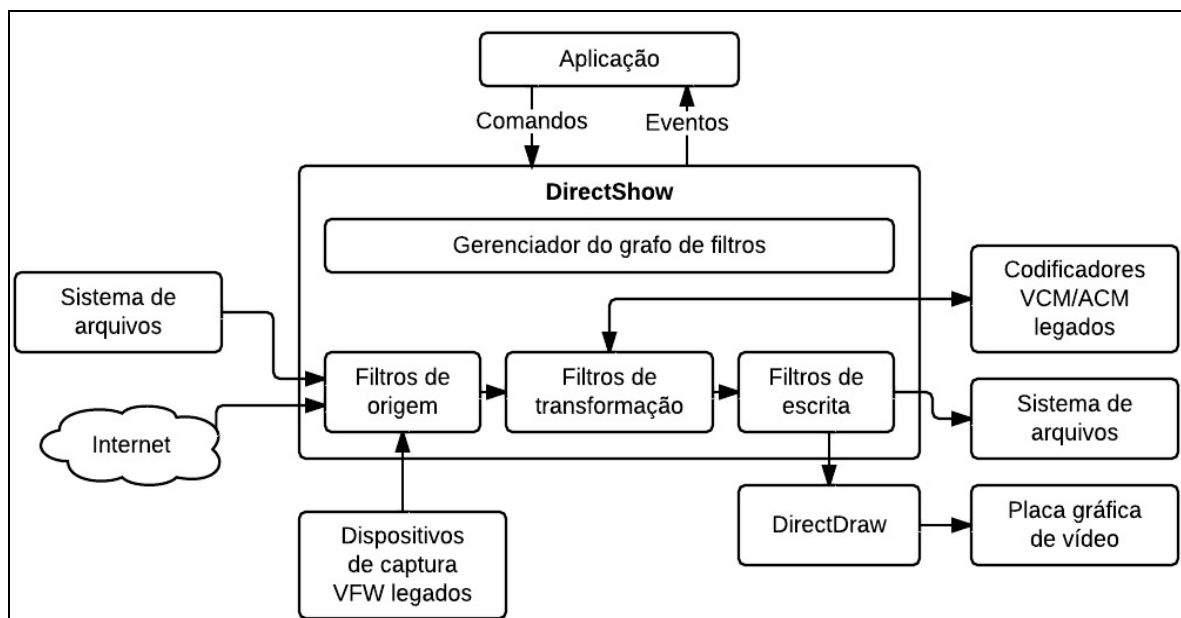 Aplicação
Comandos
Eventos
DirectShow
Gerenciador do grafo de filtros
Sistema de
arquivos
Internet
Filtros de
origem
Filtros de
transformação
Filtros de
escrita
Codificadores
VCM/ACM
legados
Sistema de
arquivos
Dispositivos
de captura
VFW legados
DirectDraw
Placa gráfica
de vídeo